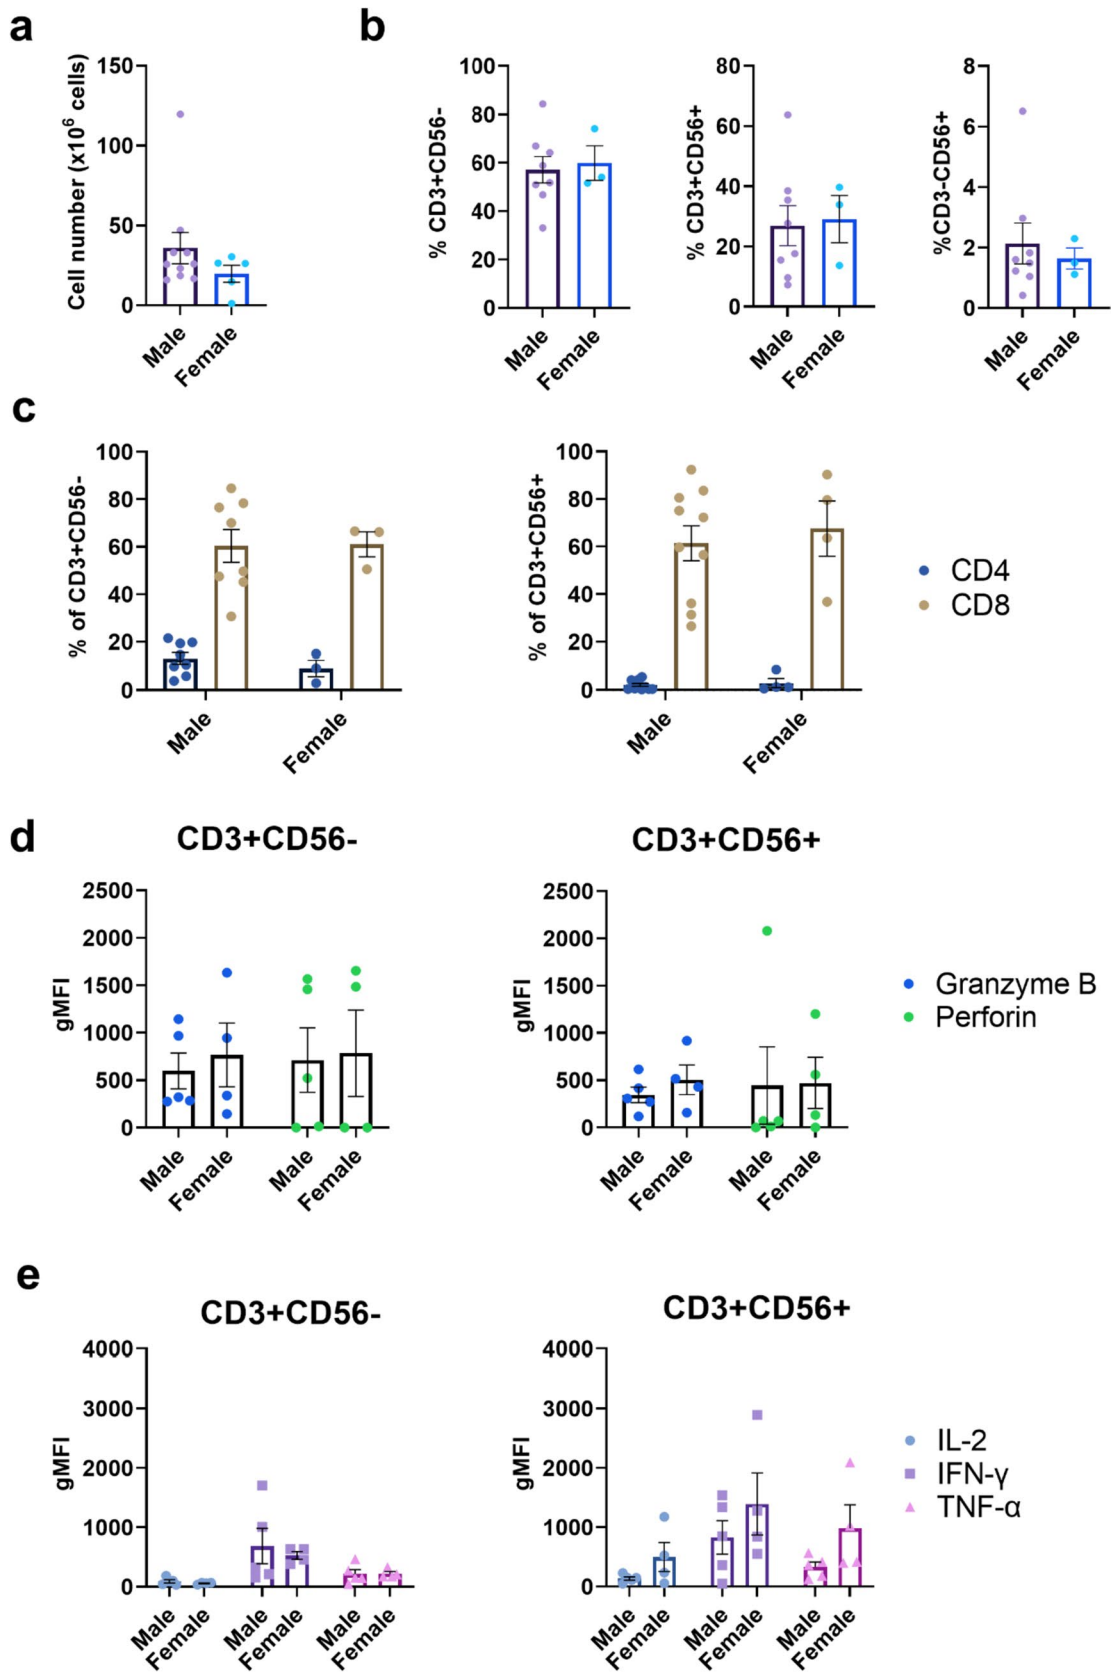 a
b
Cell number (x10⁶ cells)
150
100
50
0
Male
Female
% CD3+CD56-
100
80
60
40
20
0
Male
Female
% CD3+CD56+
80
60
40
20
0
Male
Female
%CD3-CD56+
8
6
4
2
0
Male
Female
c
% of CD3+CD56-
100
80
60
40
20
0
Male
Female
% of CD3+CD56+
100
80
60
40
20
0
Male
Female
CD4
CD8
d
CD3+CD56-
gMFI
2500
2000
1500
1000
500
0
Male
Female
Male
Female
CD3+CD56+
gMFI
2500
2000
1500
1000
500
0
Male
Female
Male
Female
Granzyme B
Perforin
e
CD3+CD56-
gMFI
4000
3000
2000
1000
0
Male
Female
Male
Female
Male
Female
CD3+CD56+
gMFI
4000
3000
2000
1000
0
Male
Female
Male
Female
Male
Female
IL-2
IFN-γ
TNF-α